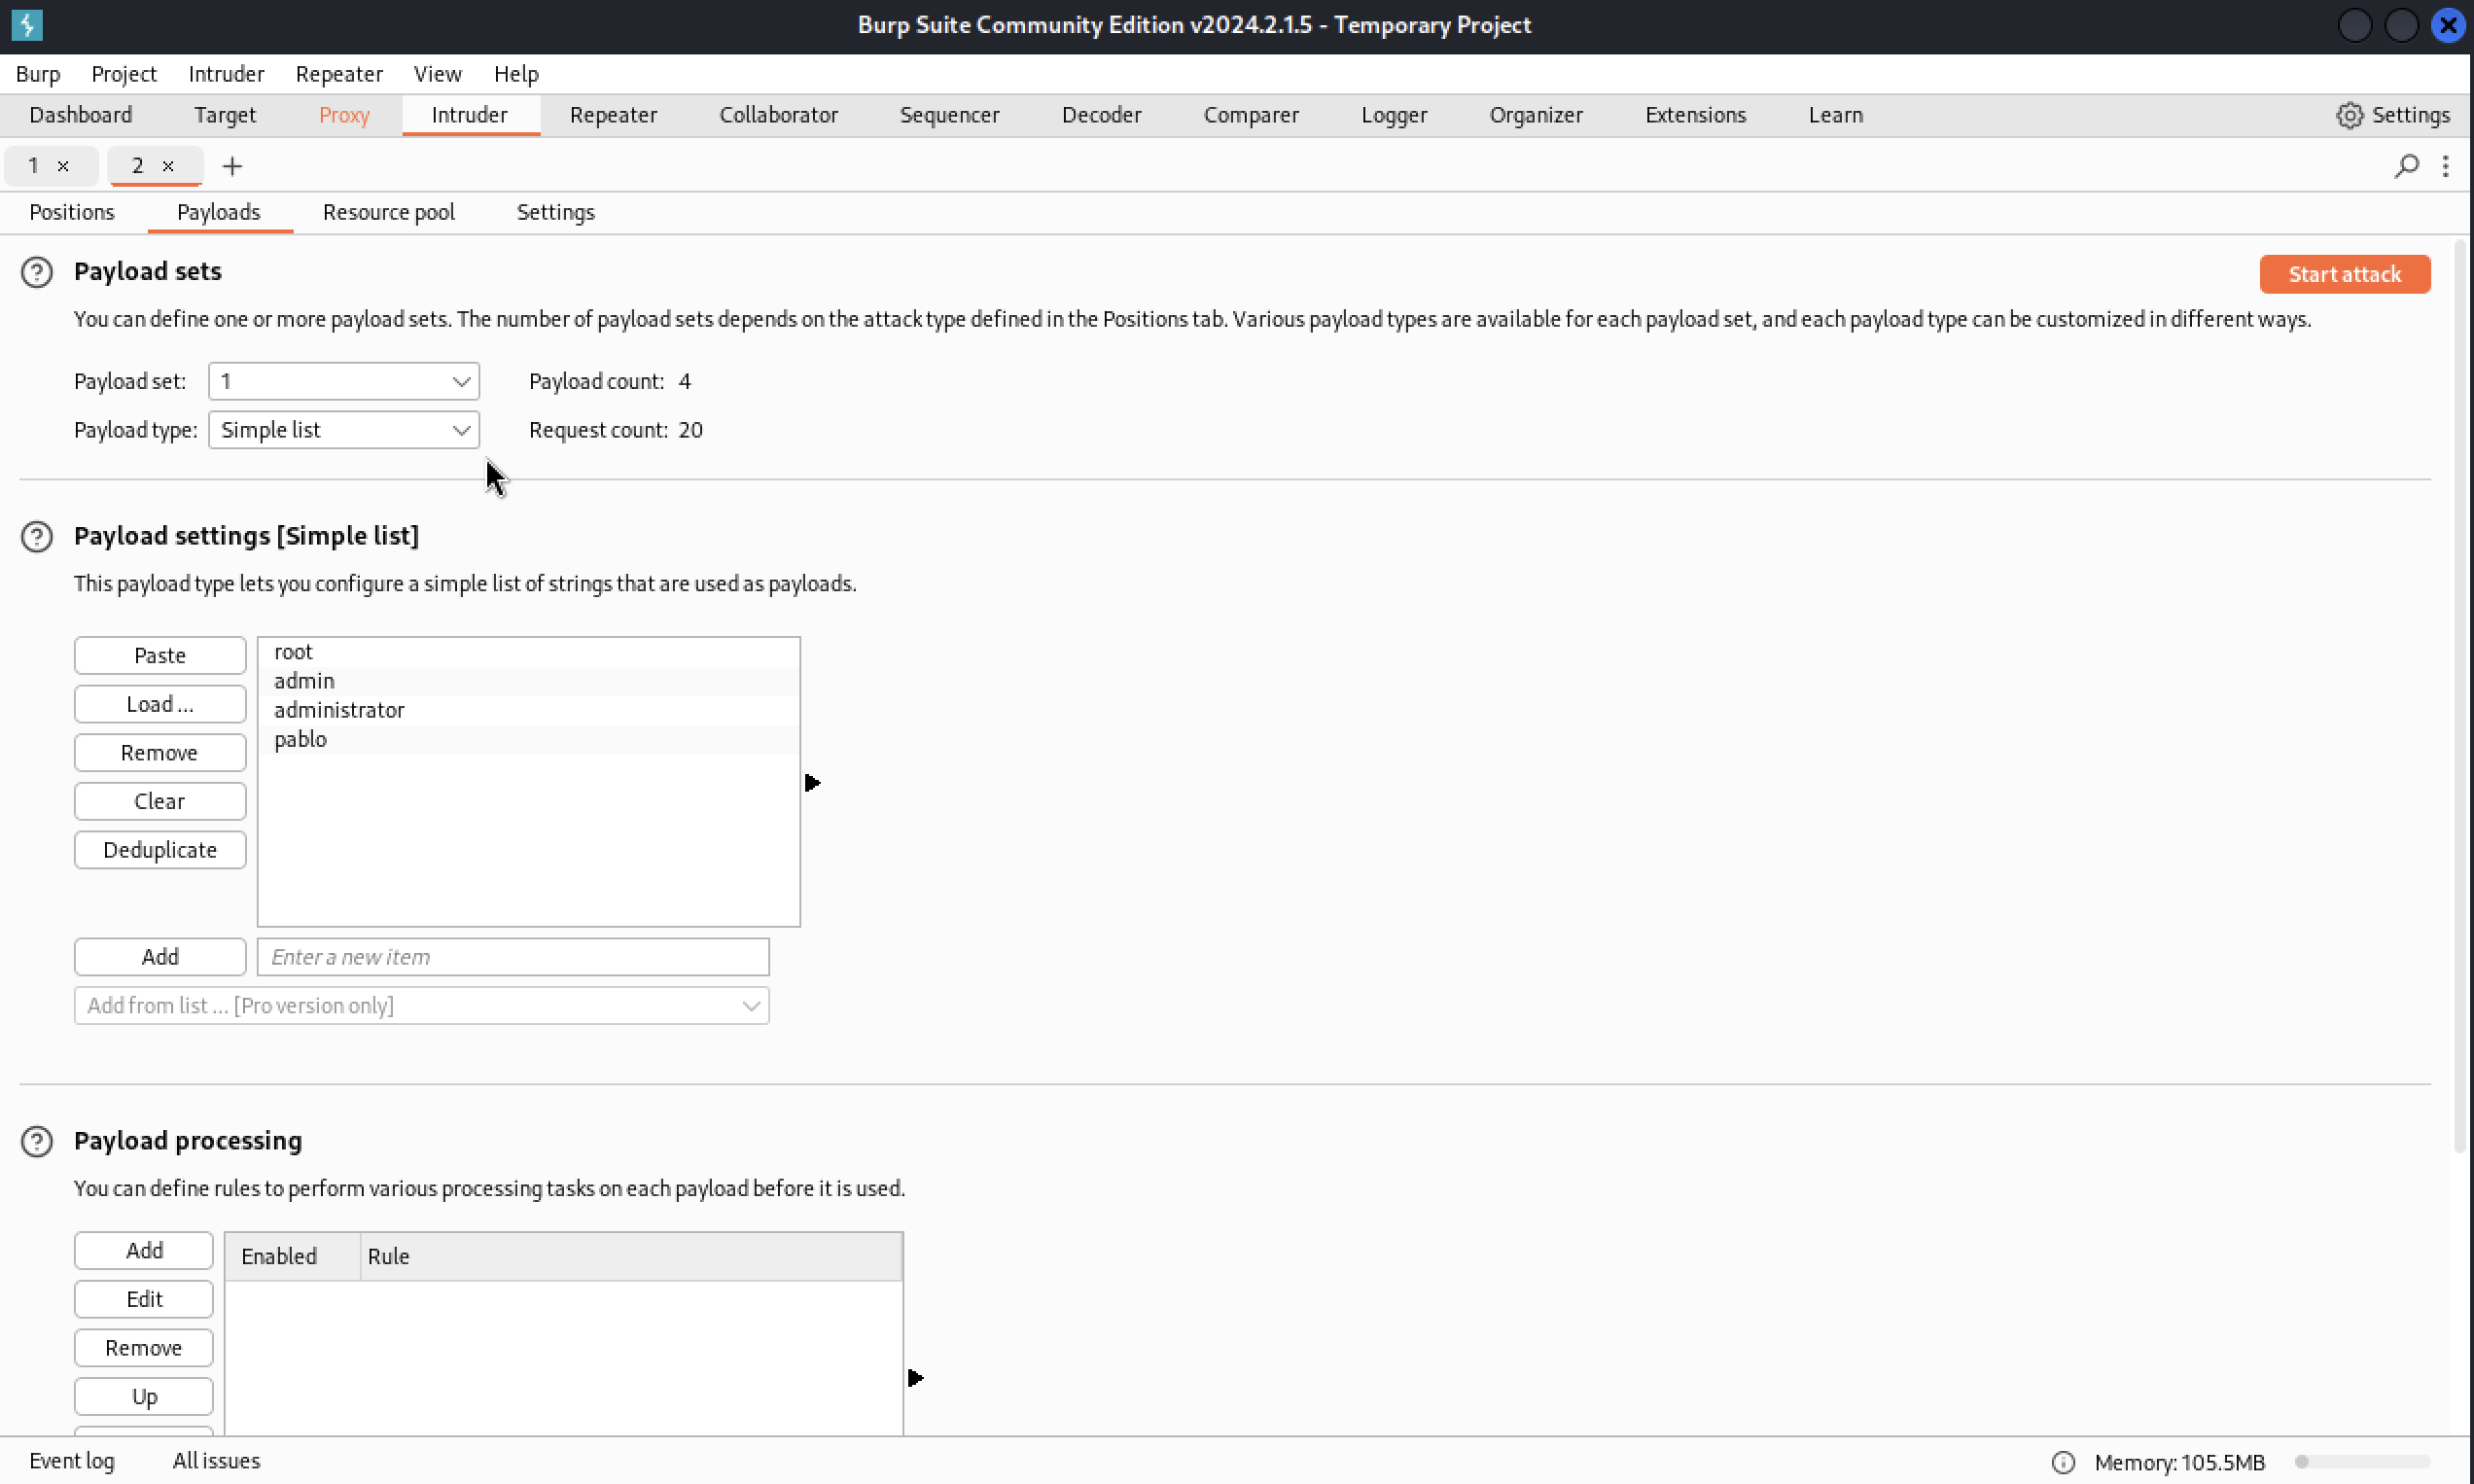 Burp Suite Community Edition v2024.2.1.5 - Temporary Project
Burp Project Intruder Repeater View Help
Dashboard Target Proxy Intruder Repeater Collaborator Sequencer Decoder Comparer Logger Organizer Extensions Learn Settings
1 × 2 × +
Positions Payloads Resource pool Settings
? Payload sets Start attack
You can define one or more payload sets. The number of payload sets depends on the attack type defined in the Positions tab. Various payload types are available for each payload set, and each payload type can be customized in different ways.
Payload set: 1 Payload count: 4
Payload type: Simple list Request count: 20
? Payload settings [Simple list]
This payload type lets you configure a simple list of strings that are used as payloads.
Paste root
admin
Load ... administrator
Remove pablo
Clear
Deduplicate
Add Enter a new item
Add from list ... [Pro version only]
? Payload processing
You can define rules to perform various processing tasks on each payload before it is used.
Add Enabled Rule
Edit
Remove
Up
Event log All issues Memory: 105.5MB